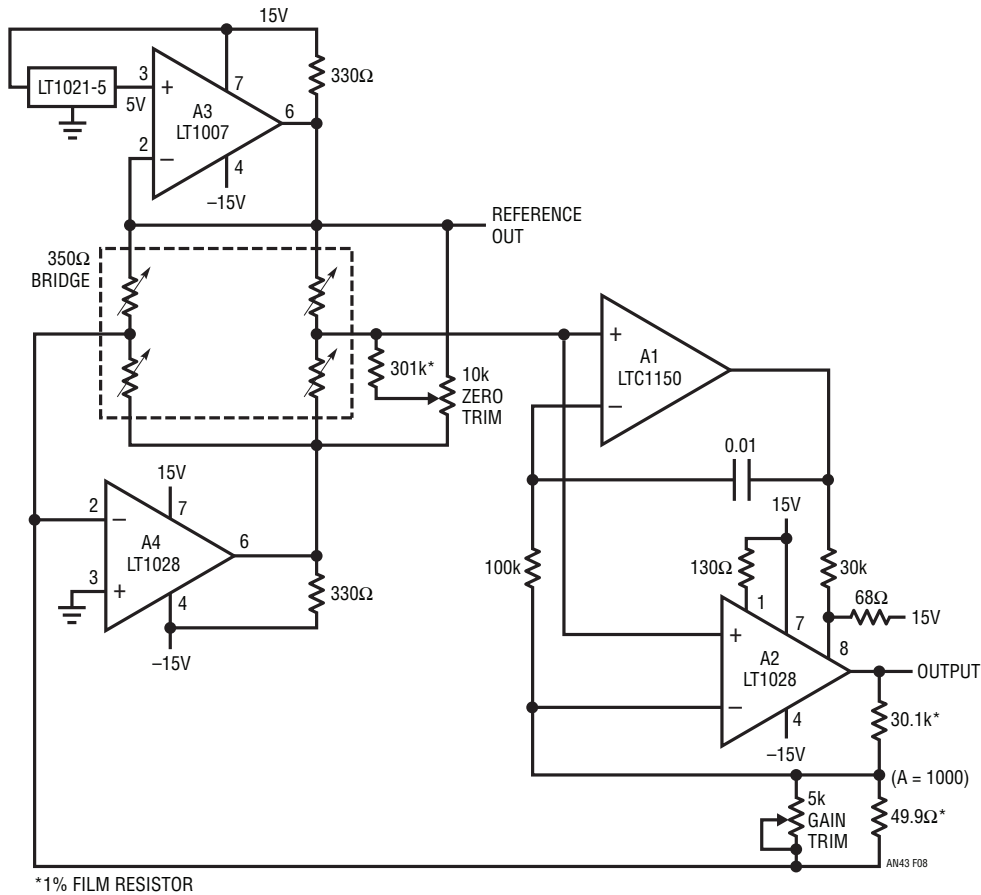 15V
LT1021-5
5V
3
+
2
–
A3
LT1007
7
4
–15V
6
330Ω
REFERENCE
OUT
350Ω
BRIDGE
301k*
10k
ZERO
TRIM
+
–
A1
LTC1150
0.01
15V
2
–
3
+
A4
LT1028
7
4
–15V
6
330Ω
100k
15V
130Ω
30k
68Ω
15V
1
7
8
+
–
A2
LT1028
4
–15V
OUTPUT
30.1k*
(A = 1000)
5k
GAIN
TRIM
49.9Ω*
AN43 F08
*1% FILM RESISTOR